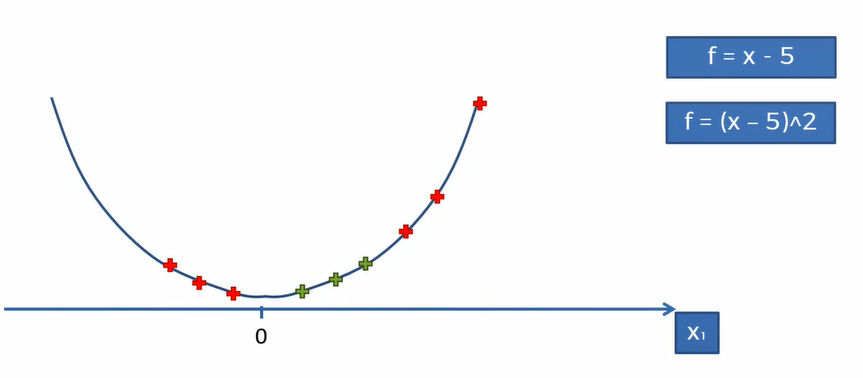 f = x - 5
f = (x – 5)^2
0
x₁